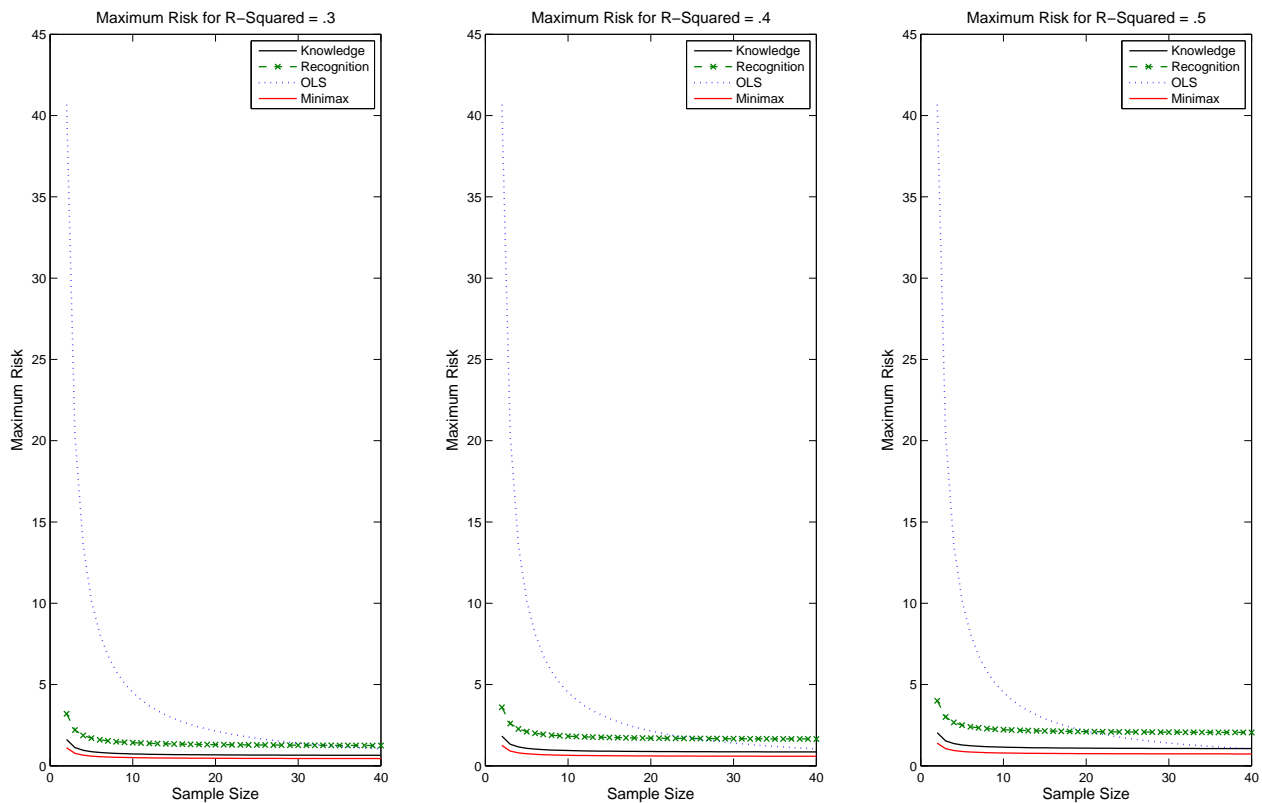 Maximum Risk for R−Squared = .3
45
40
35
30
25
20
15
10
5
0
0 10 20 30 40
Maximum Risk
Sample Size
Knowledge
Recognition
OLS
Minimax
Maximum Risk for R−Squared = .4
45
40
35
30
25
20
15
10
5
0
0 10 20 30 40
Maximum Risk
Sample Size
Knowledge
Recognition
OLS
Minimax
Maximum Risk for R−Squared = .5
45
40
35
30
25
20
15
10
5
0
0 10 20 30 40
Maximum Risk
Sample Size
Knowledge
Recognition
OLS
Minimax